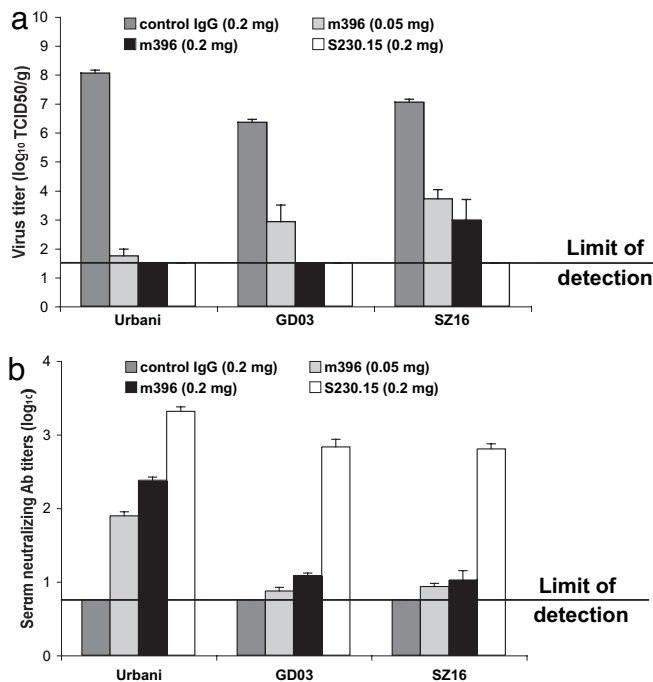 a
control IgG (0.2 mg) m396 (0.05 mg)
m396 (0.2 mg) S230.15 (0.2 mg)
Virus titer (log10 TCID50/g)
9
8
7
6
5
4
3
2
1
0
Limit of
detection
Urbani GD03 SZ16
b
control IgG (0.2 mg) m396 (0.05 mg)
m396 (0.2 mg) S230.15 (0.2 mg)
Serum neutralizing Ab titers (log1c)
4
3
2
1
0
Limit of
detection
Urbani GD03 SZ16